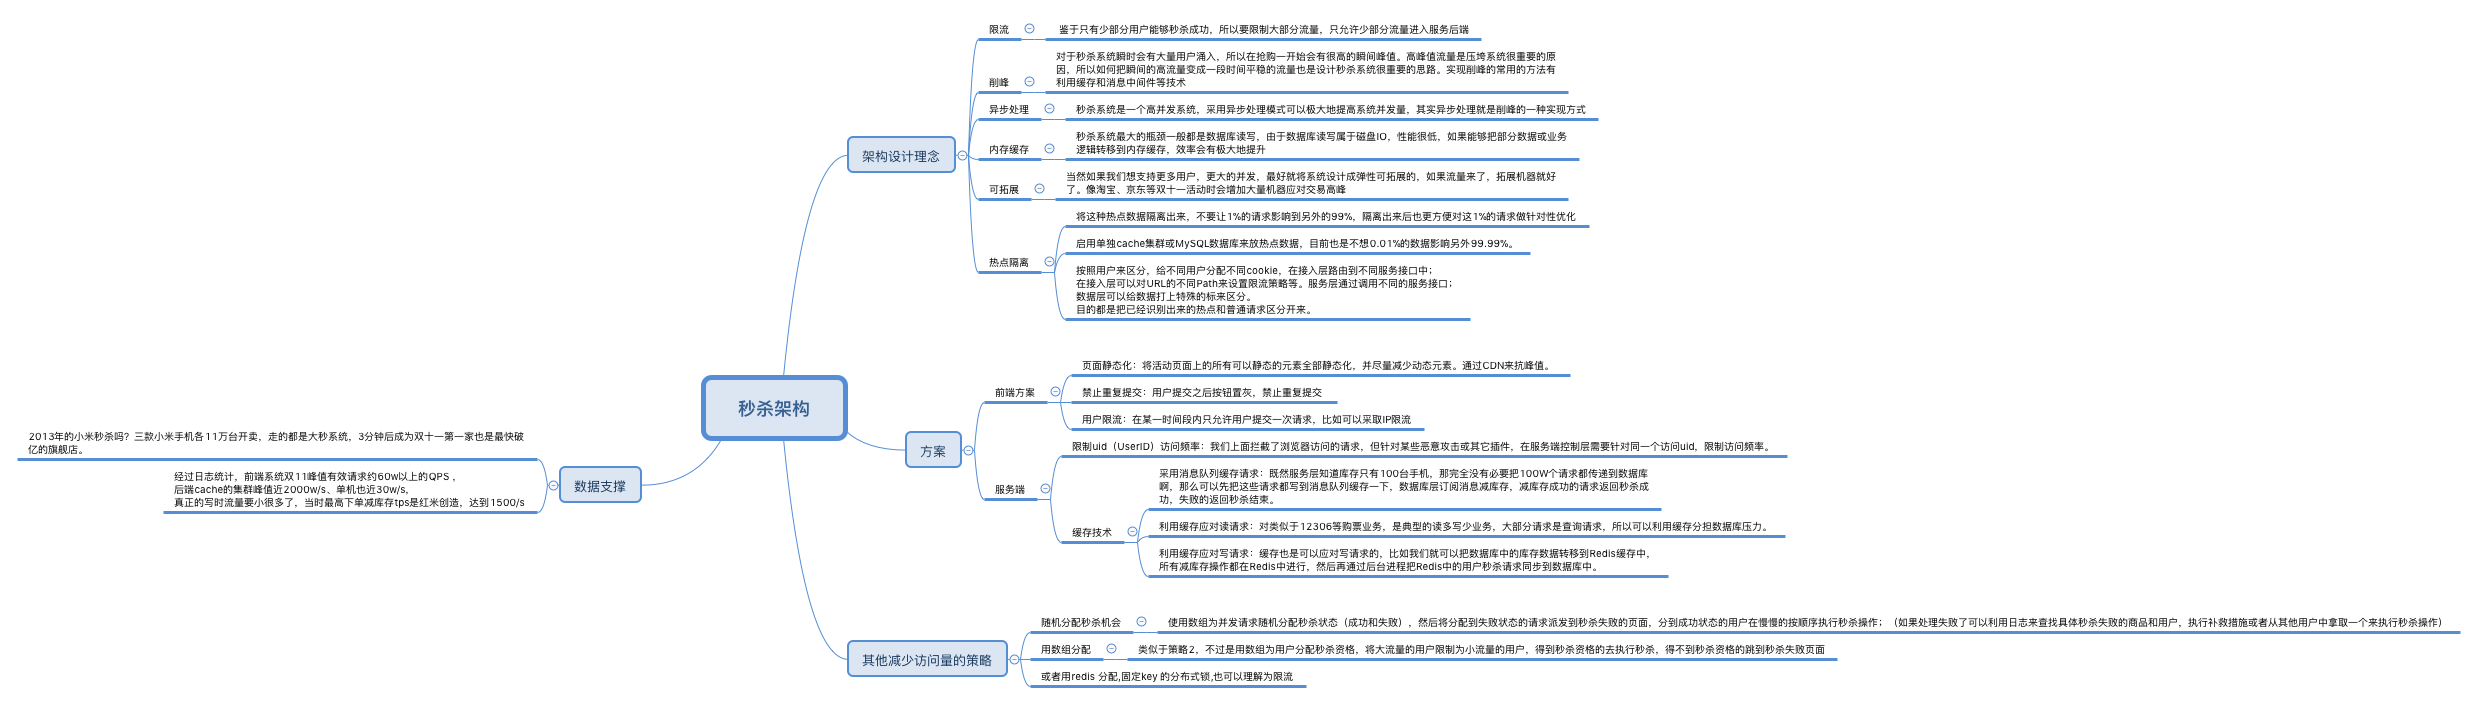 秒杀架构
架构设计理念
限流
鉴于只有少部分用户能够秒杀成功，所以要限制大部分流量，只允许少部分流量进入服务后端
削峰
对于秒杀系统瞬时会有大量用户涌入，所以在抢购一开始会有很高的瞬间峰值。高峰值流量是压垮系统很重要的原
因，所以如何把瞬间的高流量变成一段时间平稳的流量也是设计秒杀系统很重要的思路。实现削峰的常用的方法有
利用缓存和消息中间件等技术
异步处理
秒杀系统是一个高并发系统，采用异步处理模式可以极大地提高系统并发量，其实异步处理就是削峰的一种实现方式
内存缓存
秒杀系统最大的瓶颈一般都是数据库读写，由于数据库读写属于磁盘IO，性能很低，如果能够把部分数据或业务
逻辑转移到内存缓存，效率会有极大地提升
可拓展
当然如果我们想支持更多用户，更大的并发，最好就将系统设计成弹性可拓展的，如果流量来了，拓展机器就好
了。像淘宝、京东等双十一活动时会增加大量机器应对交易高峰
热点隔离
将这种热点数据隔离出来，不要让1%的请求影响到另外的99%，隔离出来后也更方便对这1%的请求做针对性优化
启用单独cache集群或MySQL数据库来放热点数据，目前也是不想0.01%的数据影响另外99.99%。
按照用户来区分，给不同用户分配不同cookie，在接入层路由到不同服务接口中；
在接入层可以对URL的不同Path来设置限流策略等。服务层通过调用不同的服务接口；
数据层可以给数据打上特殊的标来区分。
目的都是把已经识别出来的热点和普通请求区分开来。
方案
前端方案
页面静态化：将活动页面上的所有可以静态的元素全部静态化，并尽量减少动态元素。通过CDN来抗峰值。
禁止重复提交：用户提交之后按钮置灰，禁止重复提交
用户限流：在某一时间段内只允许用户提交一次请求，比如可以采取IP限流
服务端
限制uid（UserID）访问频率：我们上面拦截了浏览器访问的请求，但针对某些恶意攻击或其它插件，在服务端控制层需要针对同一个访问uid，限制访问频率。
缓存技术
采用消息队列缓存请求：既然服务层知道库存只有100台手机，那完全没有必要把100W个请求都传递到数据库
啊，那么可以先把这些请求都写到消息队列缓存一下，数据库层订阅消息减库存，减库存成功的请求返回秒杀成
功，失败的返回秒杀结束。
利用缓存应对读请求：对类似于12306等购票业务，是典型的读多写少业务，大部分请求是查询请求，所以可以利用缓存分担数据库压力。
利用缓存应对写请求：缓存也是可以应对写请求的，比如我们就可以把数据库中的库存数据转移到Redis缓存中，
所有减库存操作都在Redis中进行，然后再通过后台进程把Redis中的用户秒杀请求同步到数据库中。
其他减少访问量的策略
随机分配秒杀机会
使用数组为并发请求随机分配秒杀状态（成功和失败），然后将分配到失败状态的请求派发到秒杀失败的页面，分到成功状态的用户在慢慢的按顺序执行秒杀操作；（如果处理失败了可以利用日志来查找具体秒杀失败的商品和用户，执行补救措施或者从其他用户中拿取一个来执行秒杀操作）
用数组分配
类似于策略2，不过是用数组为用户分配秒杀资格，将大流量的用户限制为小流量的用户，得到秒杀资格的去执行秒杀，得不到秒杀资格的跳到秒杀失败页面
或者用redis 分配,固定key 的分布式锁,也可以理解为限流
数据支撑
2013年的小米秒杀吗？三款小米手机各11万台开卖，走的都是大秒系统，3分钟后成为双十一第一家也是最快破
亿的旗舰店。
经过日志统计，前端系统双11峰值有效请求约60w以上的QPS ，
后端cache的集群峰值近2000w/s、单机也近30w/s，
真正的写时流量要小很多了，当时最高下单减库存tps是红米创造，达到1500/s